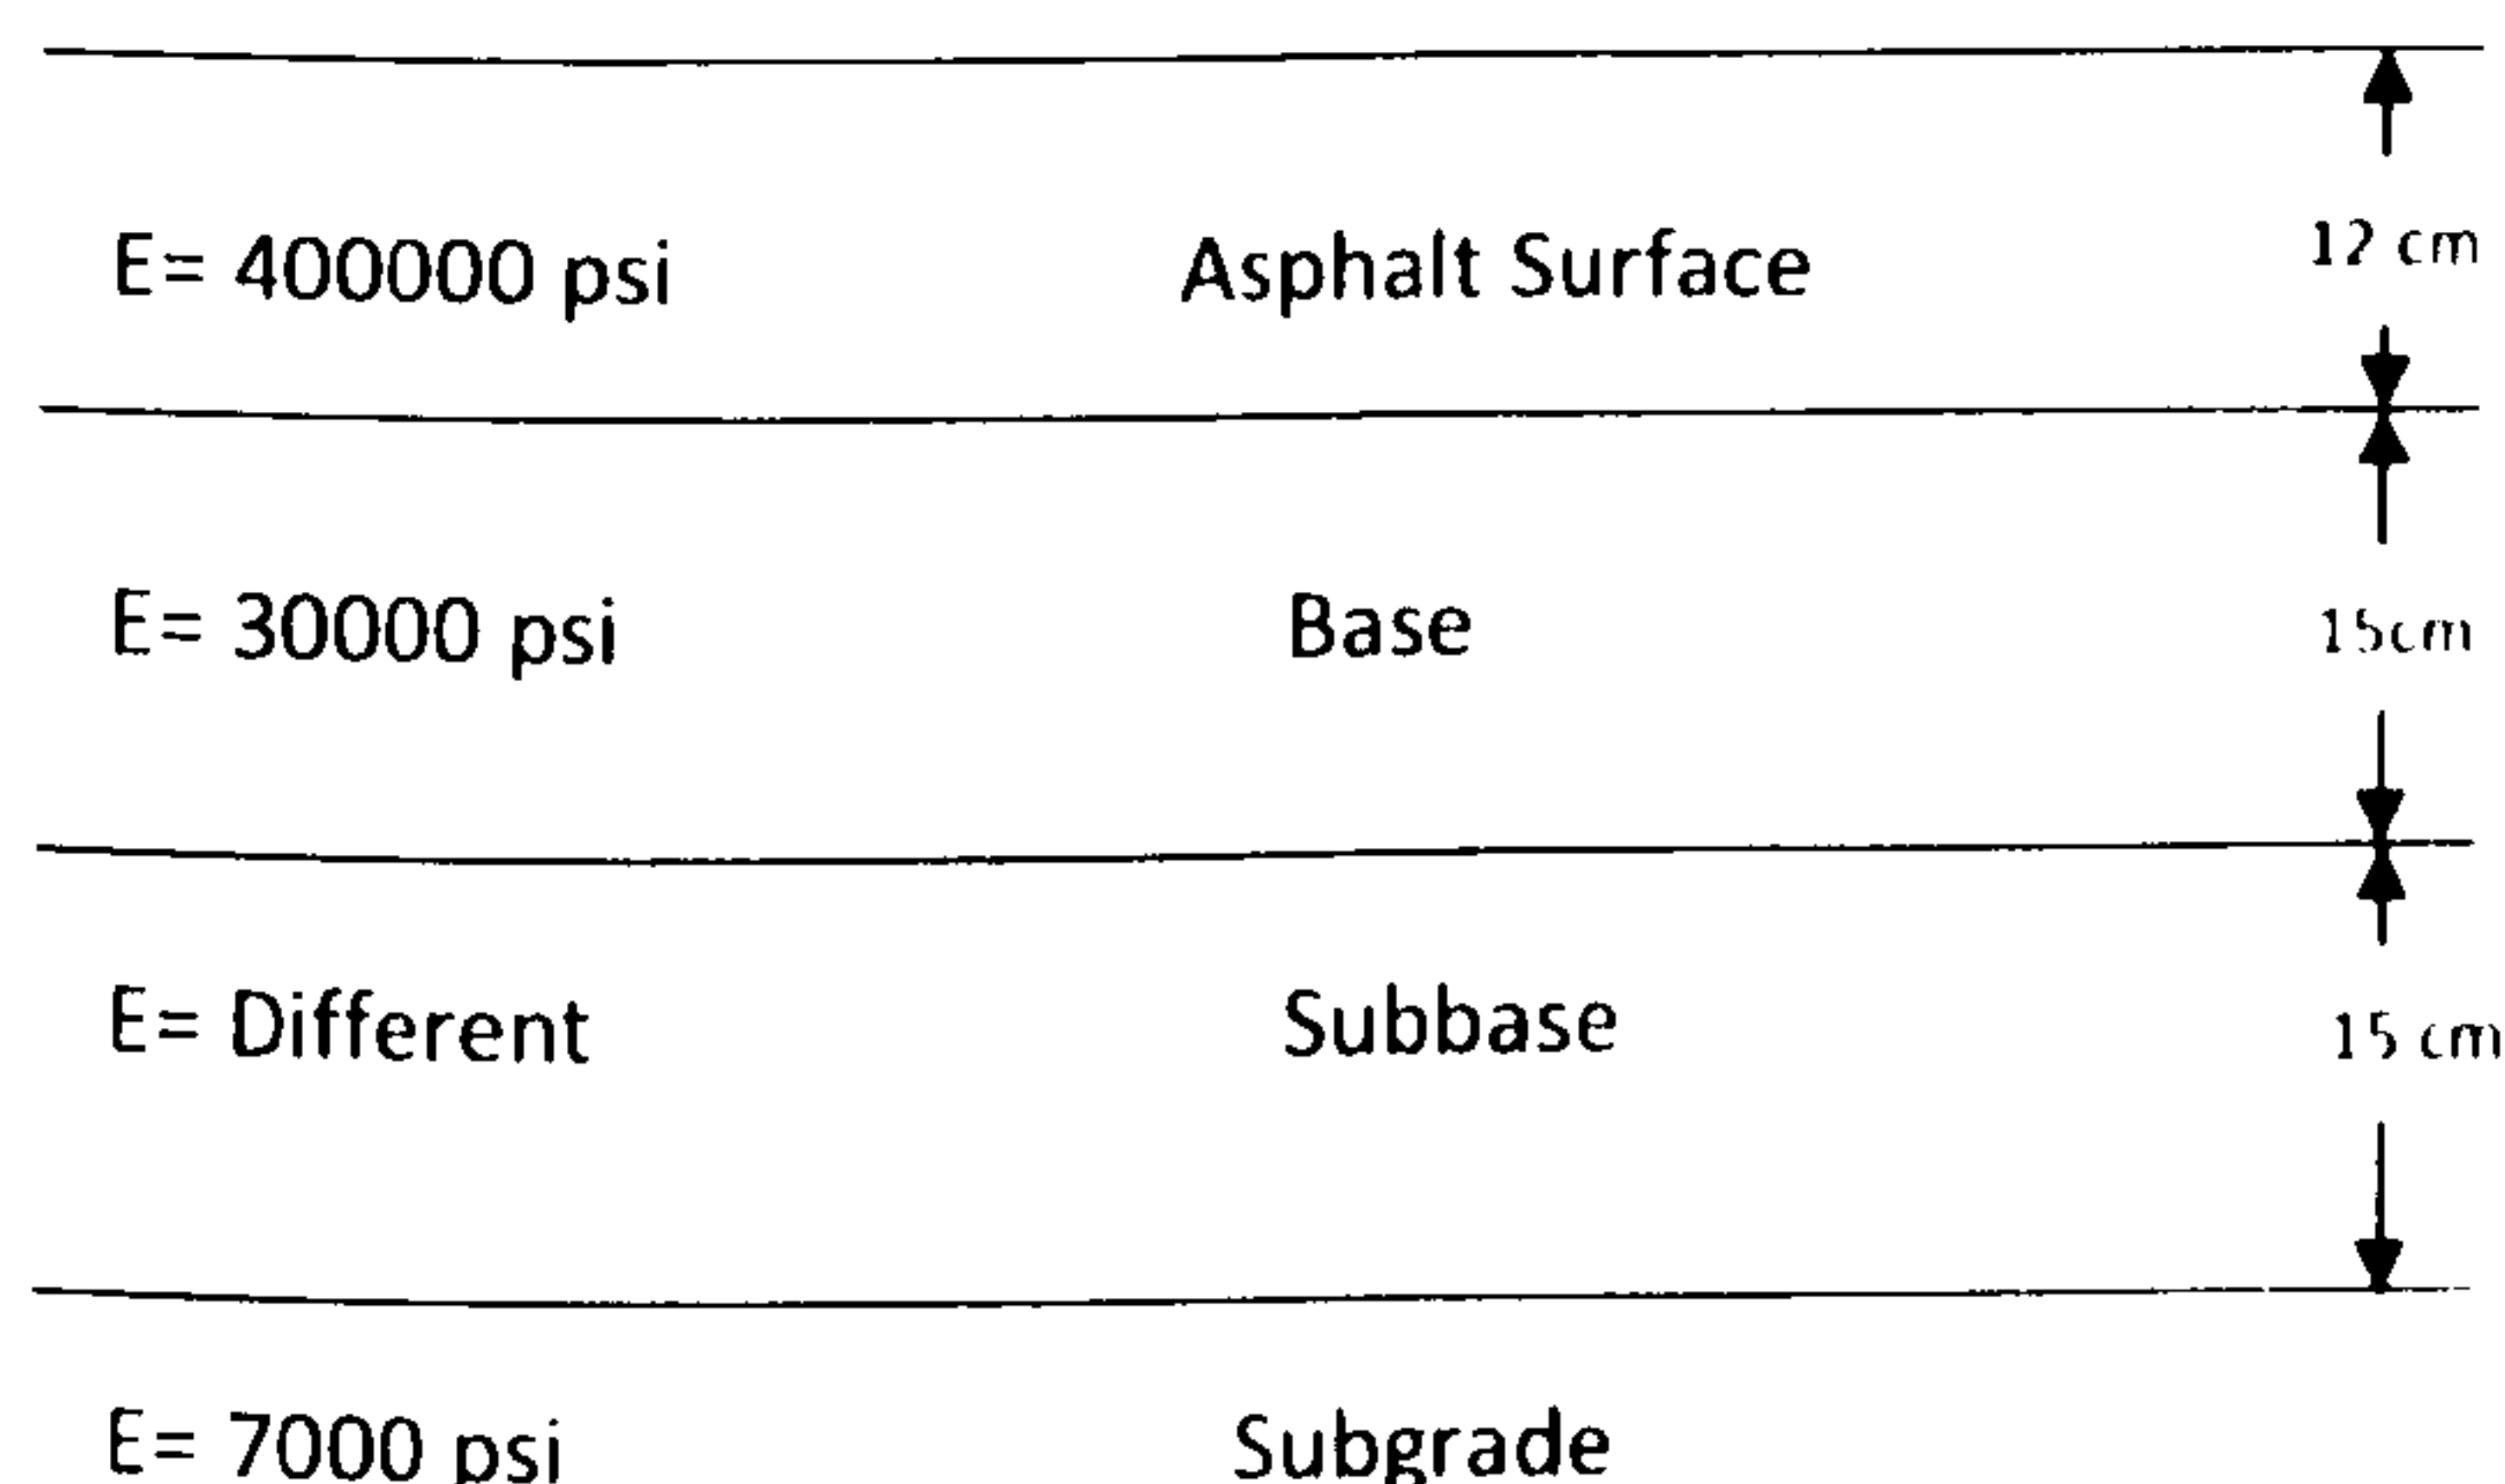 E= 400000 psi Asphalt Surface 12 cm
E= 30000 psi Base 15cm
E= Different Subbase 15 cm
E= 7000 psi Subgrade